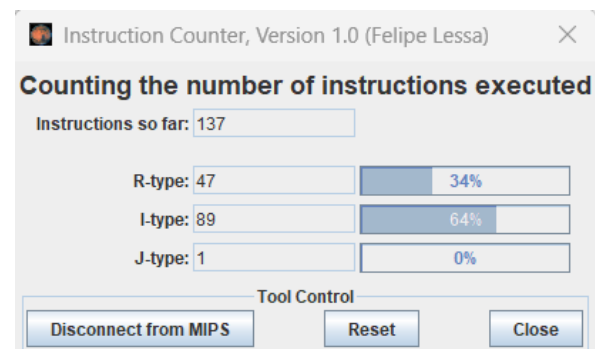 Instruction Counter, Version 1.0 (Felipe Lessa)
Counting the number of instructions executed
Instructions so far: 137
R-type: 47 34%
I-type: 89 64%
J-type: 1 0%
Tool Control
Disconnect from MIPS Reset Close